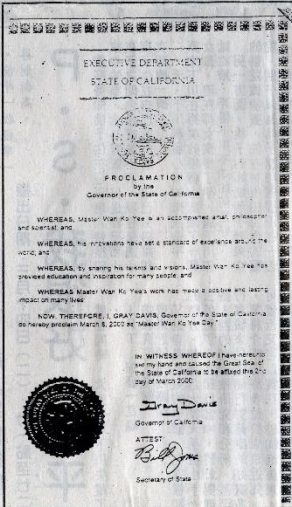 EXECUTIVE DEPARTMENT
STATE OF CALIFORNIA
PROCLAMATION
by the
Governor of the State of California
WHEREAS, Master Wan Ko Yee is an accomplished artist, philosopher
and scientist; and
WHEREAS, his innovations have set a standard of excellence around the
world; and
WHEREAS, by sharing his talents and visions, Master Wan Ko Yee has
provided education and inspiration for many people; and
WHEREAS Master Wan Ko Yee's work has made a positive and lasting
impact on many lives
NOW, THEREFORE, I, GRAY DAVIS, Governor of the State of California
do hereby proclaim March 8, 2000 as "Master Wan Ko Yee Day"
IN WITNESS WHEREOF I have hereunto
set my hand and caused the Great Seal of
the State of California to be affixed this 2nd
day of March 2000.
Gray Davis
Governor of California
ATTEST:
Bill Jones
Secretary of State